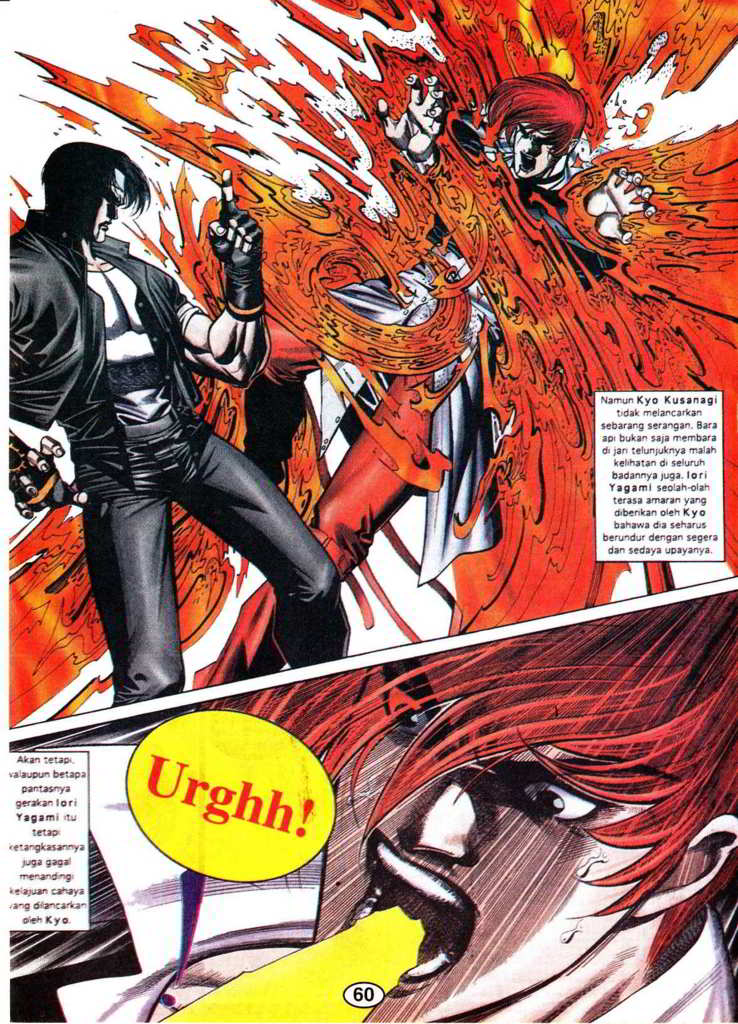 Namun Kyo Kusanagi
tidak melancarkan
sebarang serangan. Bara
api bukan saja membara
di jari telunjuknya malah
kelihatan di seluruh
badannya juga. Iori
Yagami seolah-olah
terasa amaran yang
diberikan oleh Kyo
bahawa dia seharus
berundur dengan segera
dan sedaya upayanya.
Akan tetapi,
walaupun betapa
pantasnya
gerakan Iori
Yagami itu
tetapi
ketangkasannya
juga gagal
menandingi
kelajuan cahaya
yang dilancarkan
oleh Kyo.
Urghh!
60